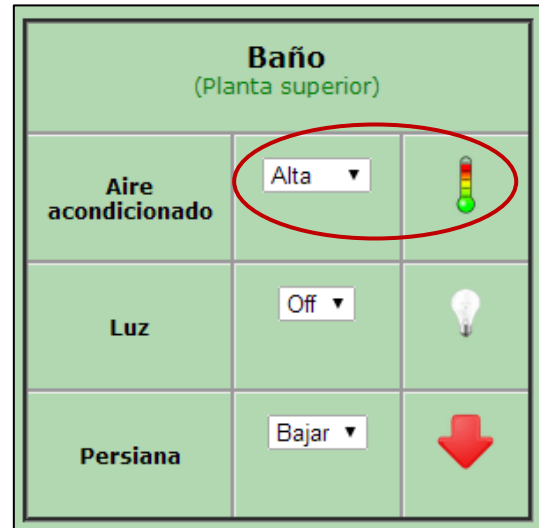 Baño
(Planta superior)
Aire
acondicionado
Alta
Luz
Off
Persiana
Bajar